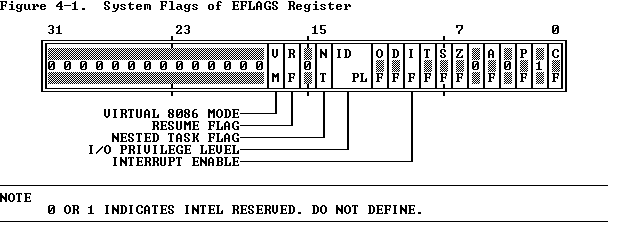 Figure 4-1.  System Flags of EFLAGS Register
31 23 15 7 0
0 0 0 0 0 0 0 0 0 0 0 0 0 0 V M R F 0 N T ID PL O F D F I F T F S F Z F 0 A F 0 P F 1 C F
VIRTUAL 8086 MODE
RESUME FLAG
NESTED TASK FLAG
I/O PRIVILEGE LEVEL
INTERRUPT ENABLE
NOTE
0 OR 1 INDICATES INTEL RESERVED. DO NOT DEFINE.